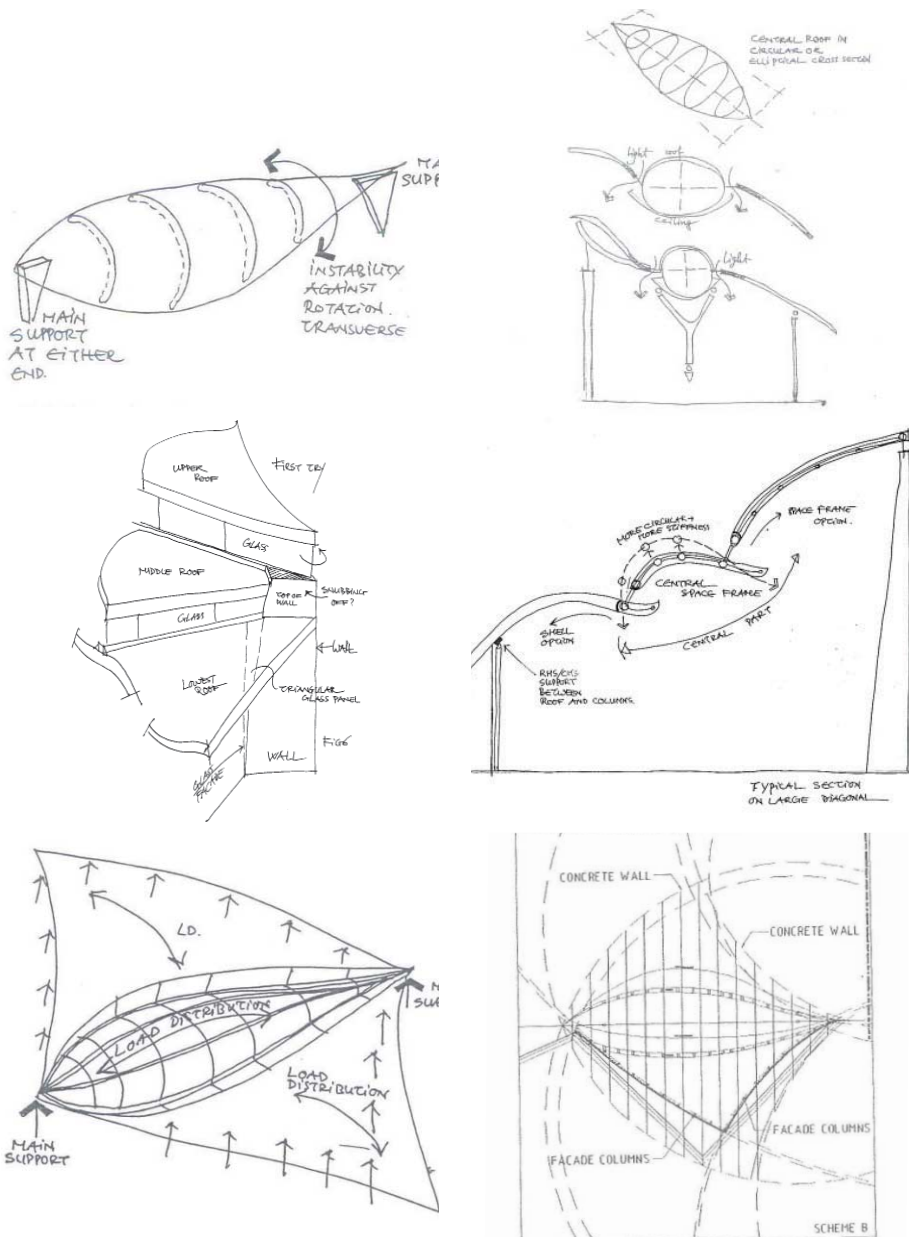 MAIN
SUPPORT
AT EITHER
END.
INSTABILITY
AGAINST
ROTATION.
TRANSVERSE
CENTRAL ROOF IN
CIRCULAR OR
ELLIPTICAL CROSS SECTION
light roof
ceiling
light
UPPER
ROOF
FIRST TRY
GLASS
MIDDLE ROOF
TOP OF
WALL
SNUBBING
OFF?
GLASS
WALL
LOWEST
ROOF
TRIANGULAR
GLASS PANEL
WALL
GLASS
FACADE
MORE CIRCULAR =
MORE STIFFNESS
SPACE FRAME
OPTION.
CENTRAL
SPACE FRAME
CENTRAL PART
SHELL
OPTION
RHS/CHS
SUPPORT
BETWEEN
ROOF AND COLUMNS
TYPICAL SECTION
ON LARGE DIAGONAL
LD.
LOAD DISTRIBUTION
LOAD
DISTRIBUTION
MAIN
SUPPORT
CONCRETE WALL
CONCRETE WALL
FACADE COLUMNS
FACADE COLUMNS
SCHEME B